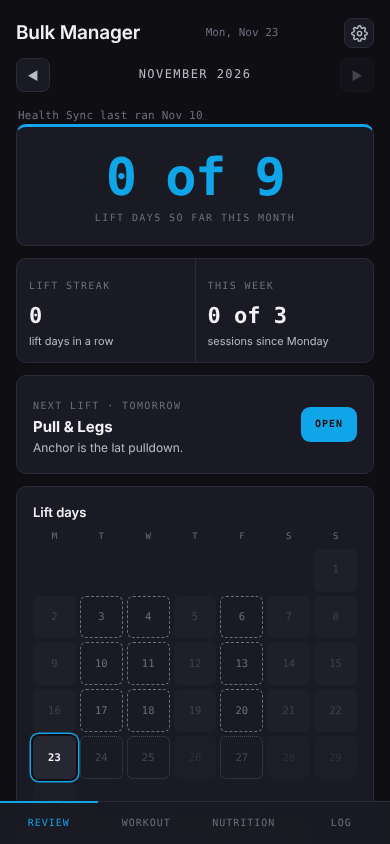 Bulk Manager
Mon, Nov 23
NOVEMBER 2026
Health Sync last ran Nov 10
0 of 9
LIFT DAYS SO FAR THIS MONTH
LIFT STREAK
0
lift days in a row
THIS WEEK
0 of 3
sessions since Monday
NEXT LIFT · TOMORROW
Pull & Legs
Anchor is the lat pulldown.
OPEN
Lift days
M T W T F S S
1
2 3 4 5 6 7 8
9 10 11 12 13 14 15
16 17 18 19 20 21 22
23 24 25 26 27 28 29
REVIEW WORKOUT NUTRITION LOG